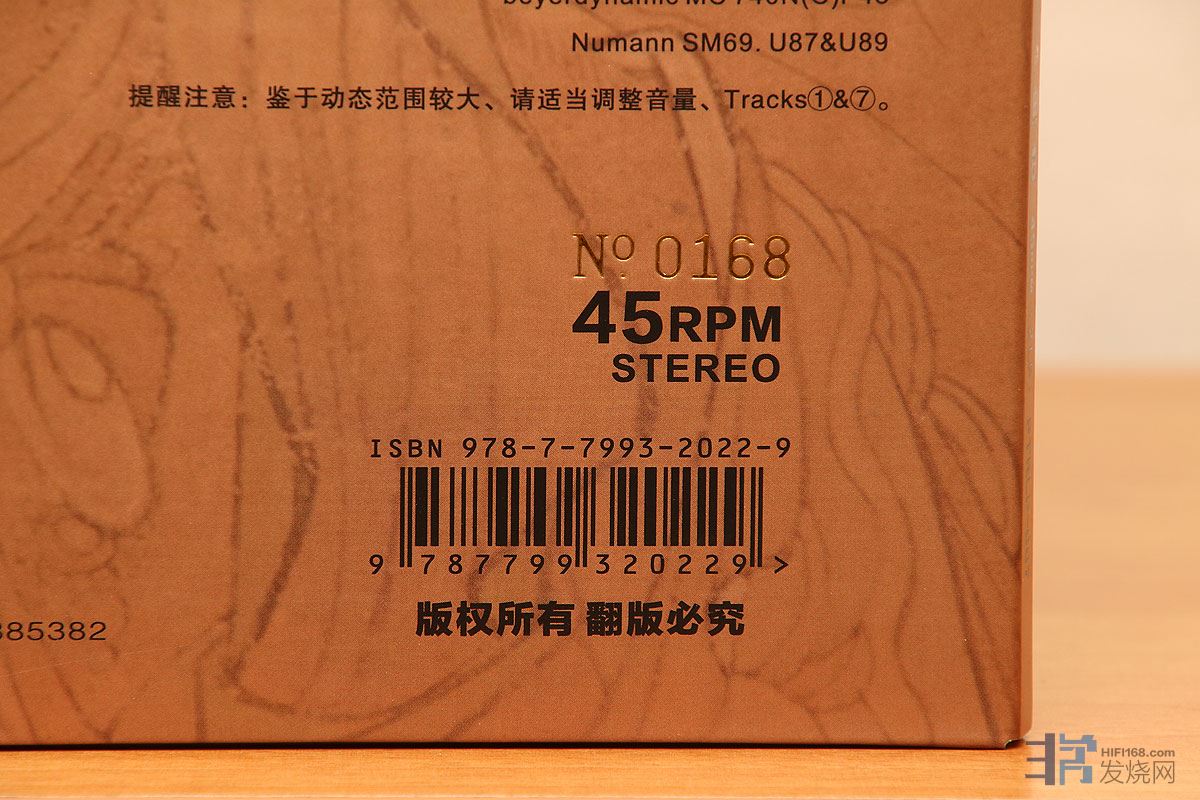 Numann SM69. U87&U89
提醒注意：鉴于动态范围较大、请适当调整音量、Tracks①&⑦。
Nº 0168
45RPM
STEREO
ISBN 978-7-7993-2022-9
9 787799 320229 >
版权所有 翻版必究
385382
HIFI168.com
发烧网